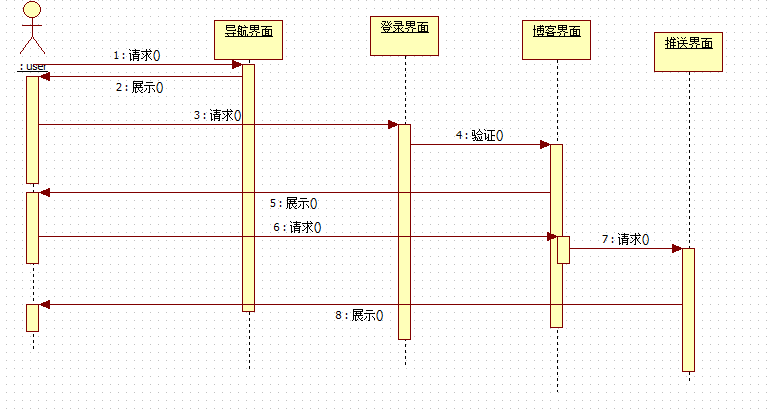 导航界面
登录界面
博客界面
推送界面
: user
1 : 请求()
2 : 展示()
3 : 请求()
4 : 验证()
5 : 展示()
6 : 请求()
7 : 请求()
8 : 展示()